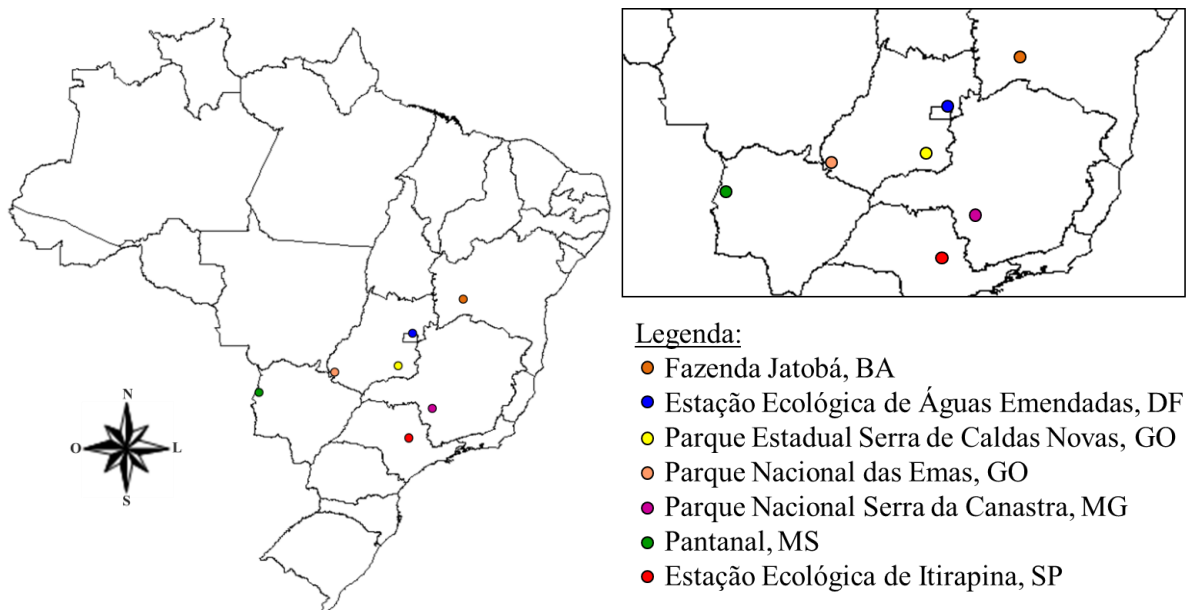 N
O
L
S
Legenda:
Fazenda Jatobá, BA
Estação Ecológica de Águas Emendadas, DF
Parque Estadual Serra de Caldas Novas, GO
Parque Nacional das Emas, GO
Parque Nacional Serra da Canastra, MG
Pantanal, MS
Estação Ecológica de Itirapina, SP